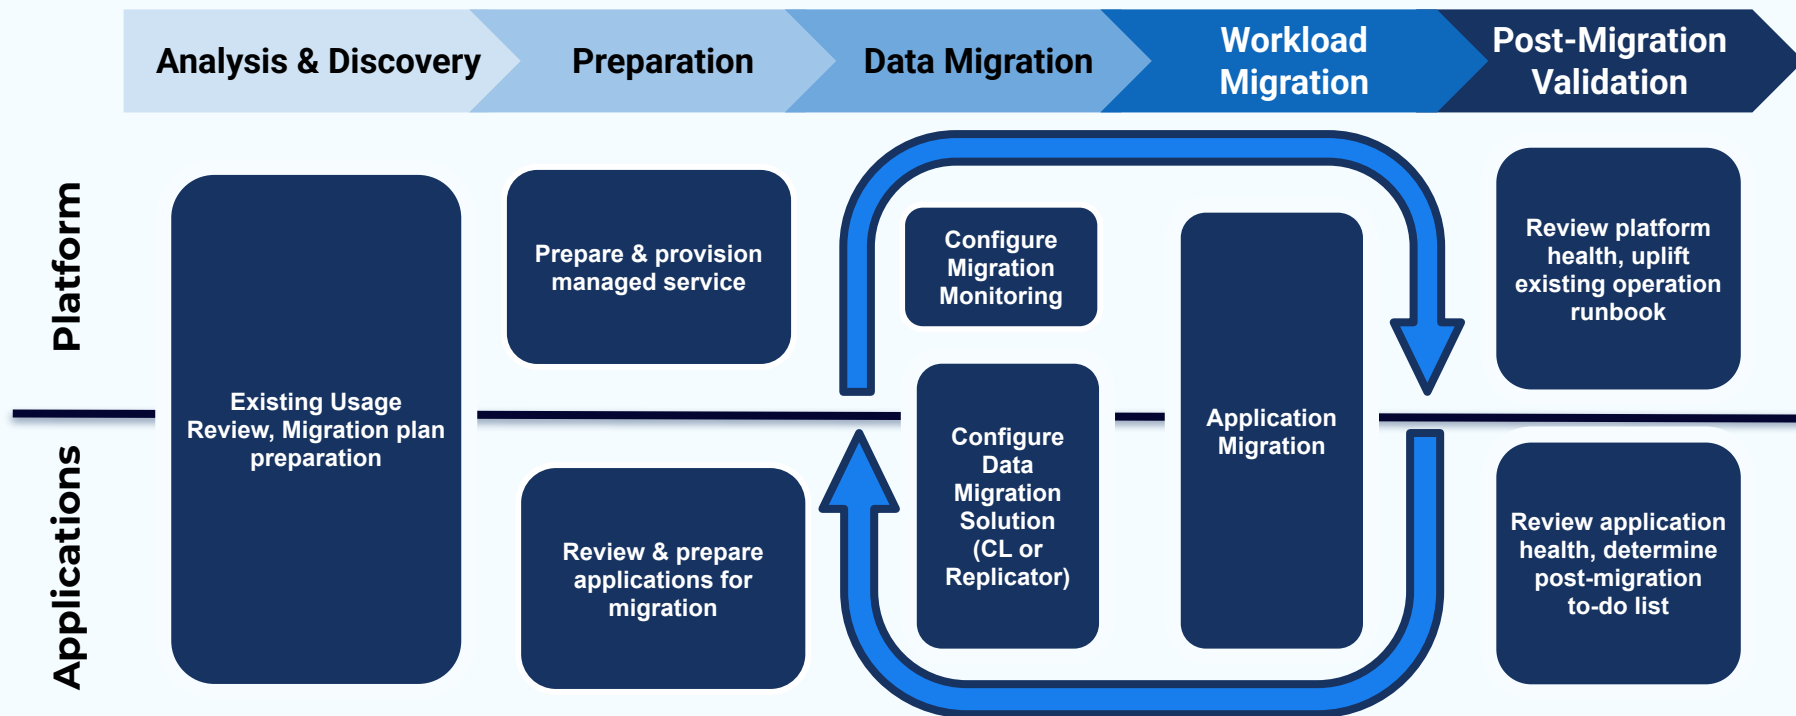 Analysis & Discovery
Preparation
Data Migration
Workload
Migration
Post-Migration
Validation
Platform
Applications
Existing Usage
Review, Migration plan
preparation
Prepare & provision
managed service
Review & prepare
applications for
migration
Configure
Migration
Monitoring
Configure
Data
Migration
Solution
(CL or
Replicator)
Application
Migration
Review platform
health, uplift
existing operation
runbook
Review application
health, determine
post-migration
to-do list